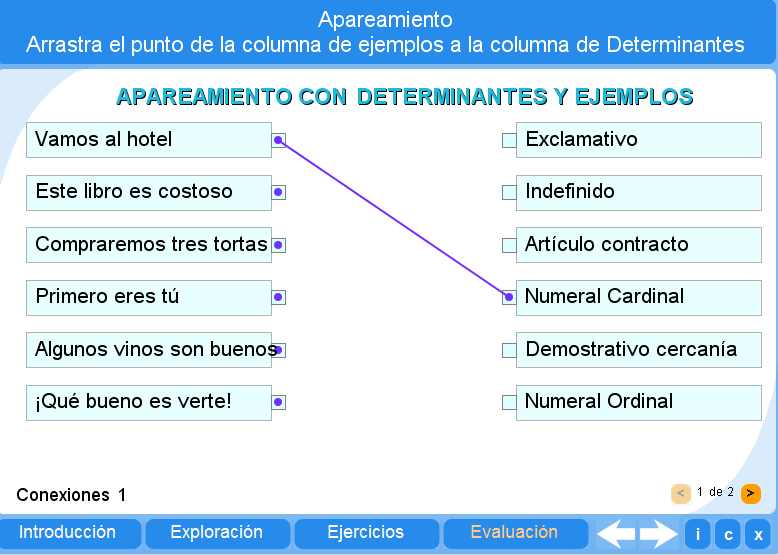 Apareamiento
Arrastra el punto de la columna de ejemplos a la columna de Determinantes
APAREAMIENTO CON DETERMINANTES Y EJEMPLOS
Vamos al hotel
Exclamativo
Este libro es costoso
Indefinido
Compraremos tres tortas
Artículo contracto
Primero eres tú
Numeral Cardinal
Algunos vinos son buenos
Demostrativo cercanía
¡Qué bueno es verte!
Numeral Ordinal
Conexiones 1
< 1 de 2 >
Introducción Exploración Ejercicios Evaluación i c x